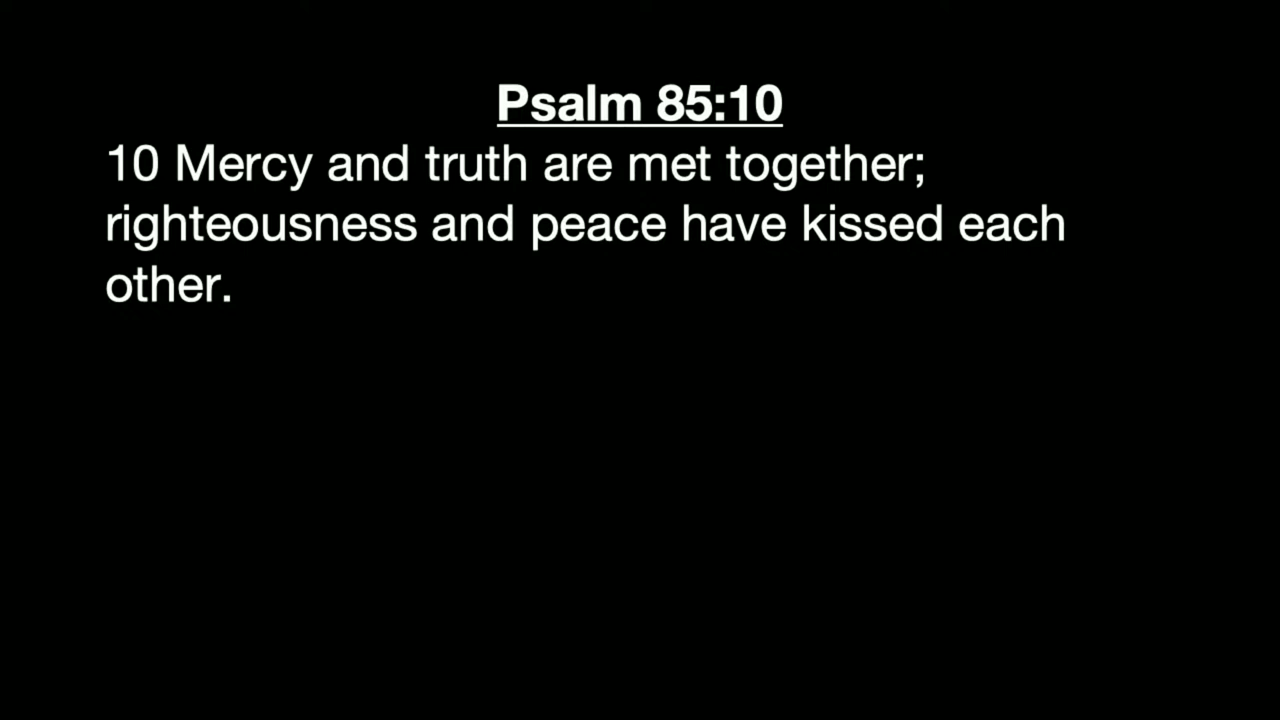 Psalm 85:10
10 Mercy and truth are met together;
righteousness and peace have kissed each
other.